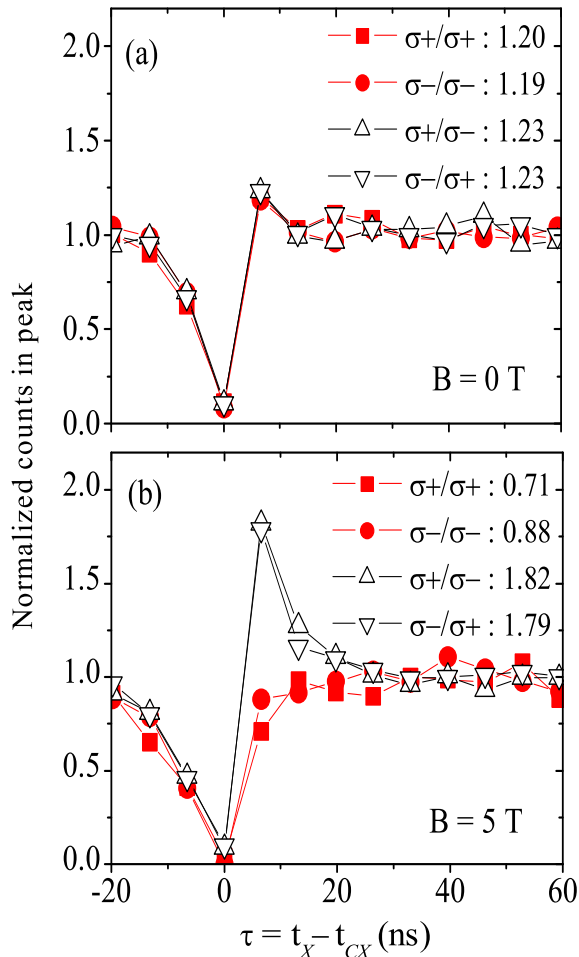 Normalized counts in peak
2.0
1.5
1.0
0.5
0.0
(a)
σ+/σ+ : 1.20
σ−/σ− : 1.19
σ+/σ− : 1.23
σ−/σ+ : 1.23
B = 0 T
2.0
1.5
1.0
0.5
0.0
(b)
σ+/σ+ : 0.71
σ−/σ− : 0.88
σ+/σ− : 1.82
σ−/σ+ : 1.79
B = 5 T
-20 0 20 40 60
τ = tX − tCX (ns)